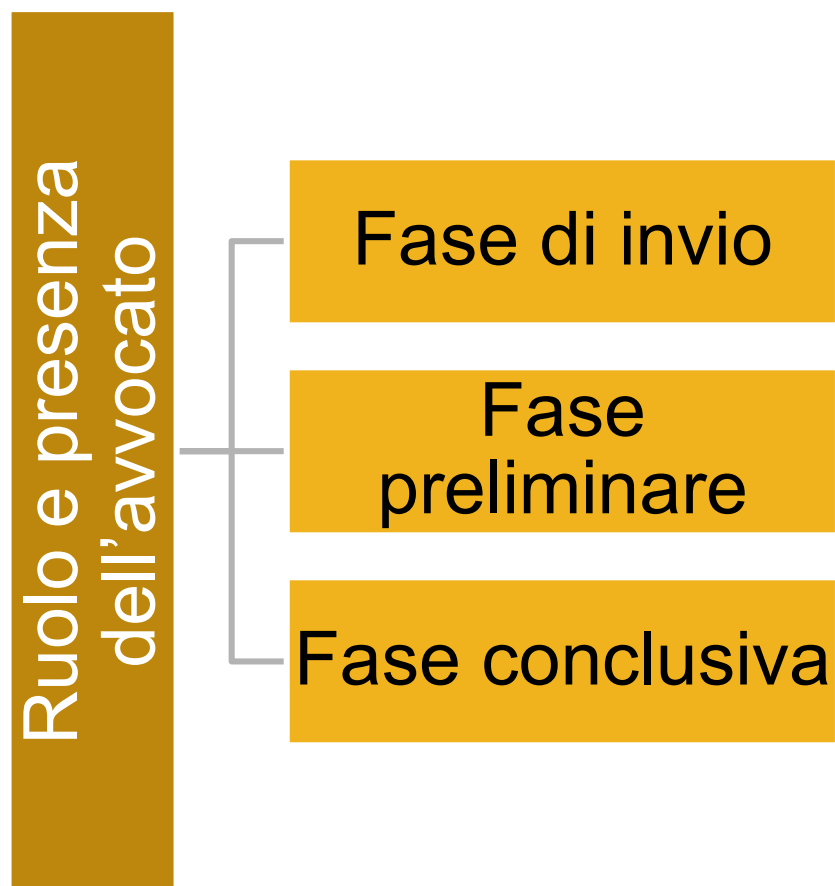 Ruolo e presenza
dell’avvocato
Fase di invio
Fase
preliminare
Fase conclusiva